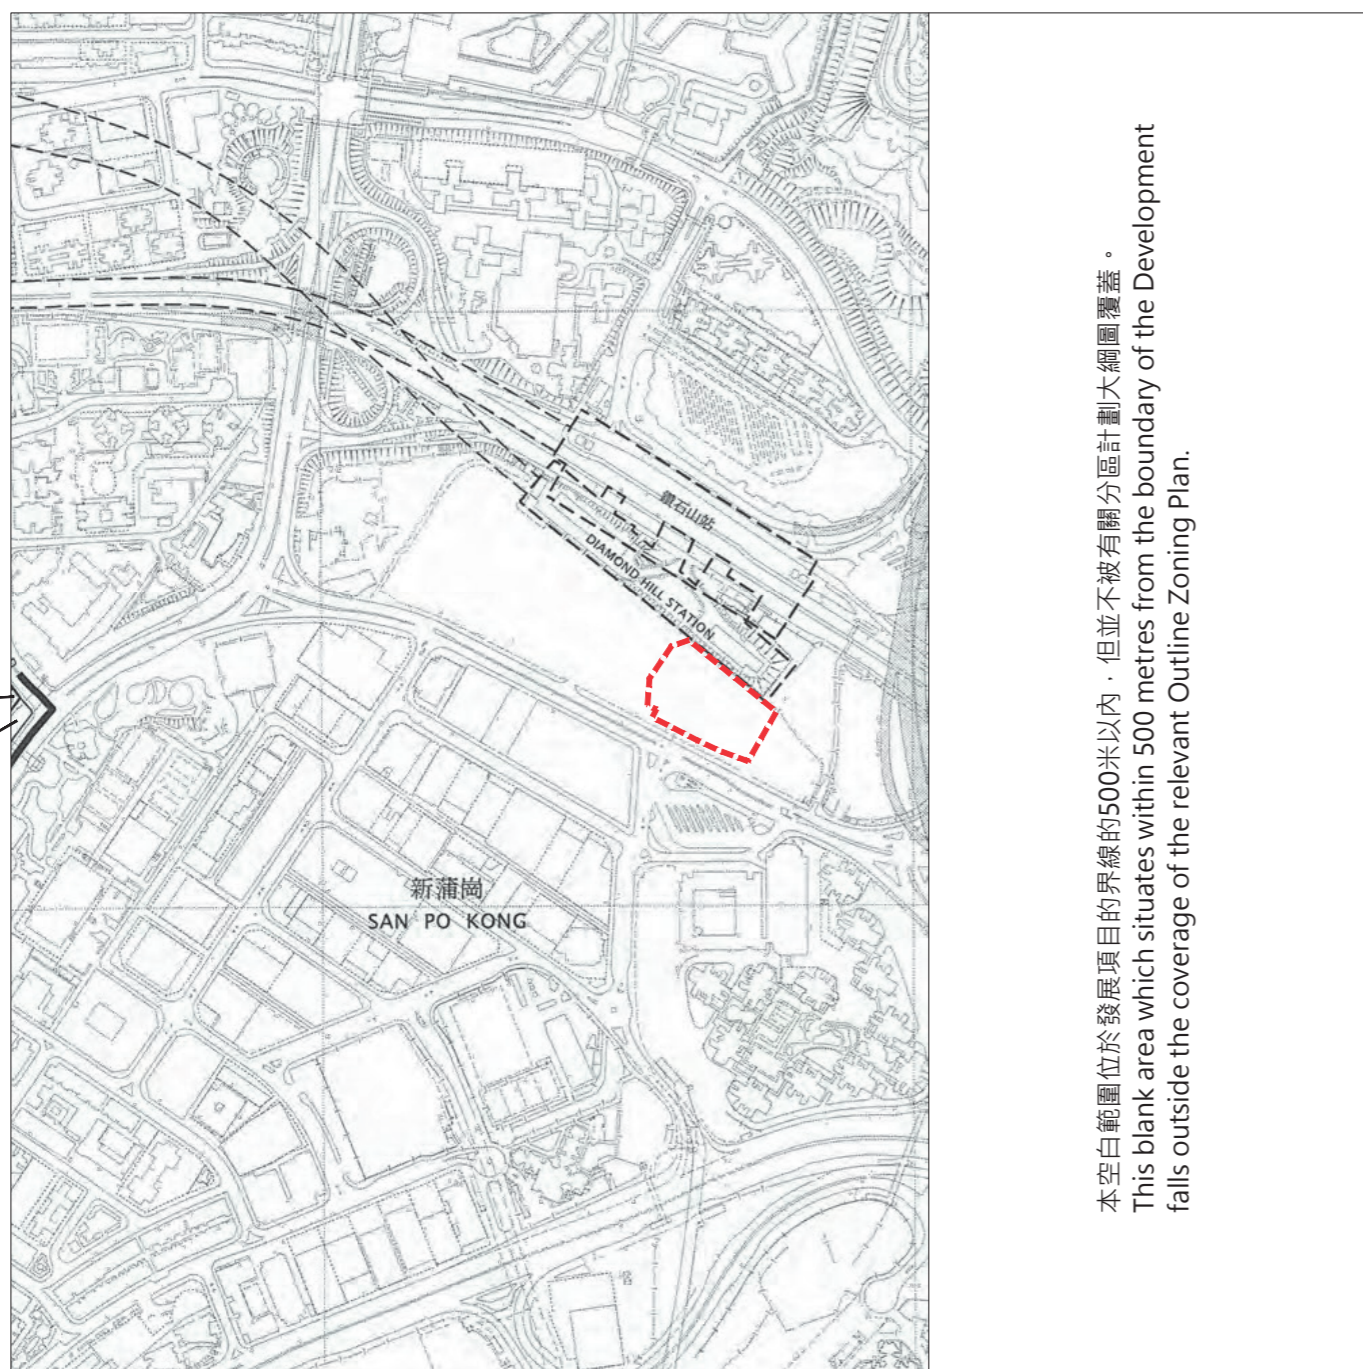 鑽石山站
DIAMOND HILL STATION
新蒲崗
SAN PO KONG
本空白範圍位於發展項目的界線的500米以內，但並不被有關分區計劃大綱圖覆蓋。
This blank area which situates within 500 metres from the boundary of the Development
falls outside the coverage of the relevant Outline Zoning Plan.